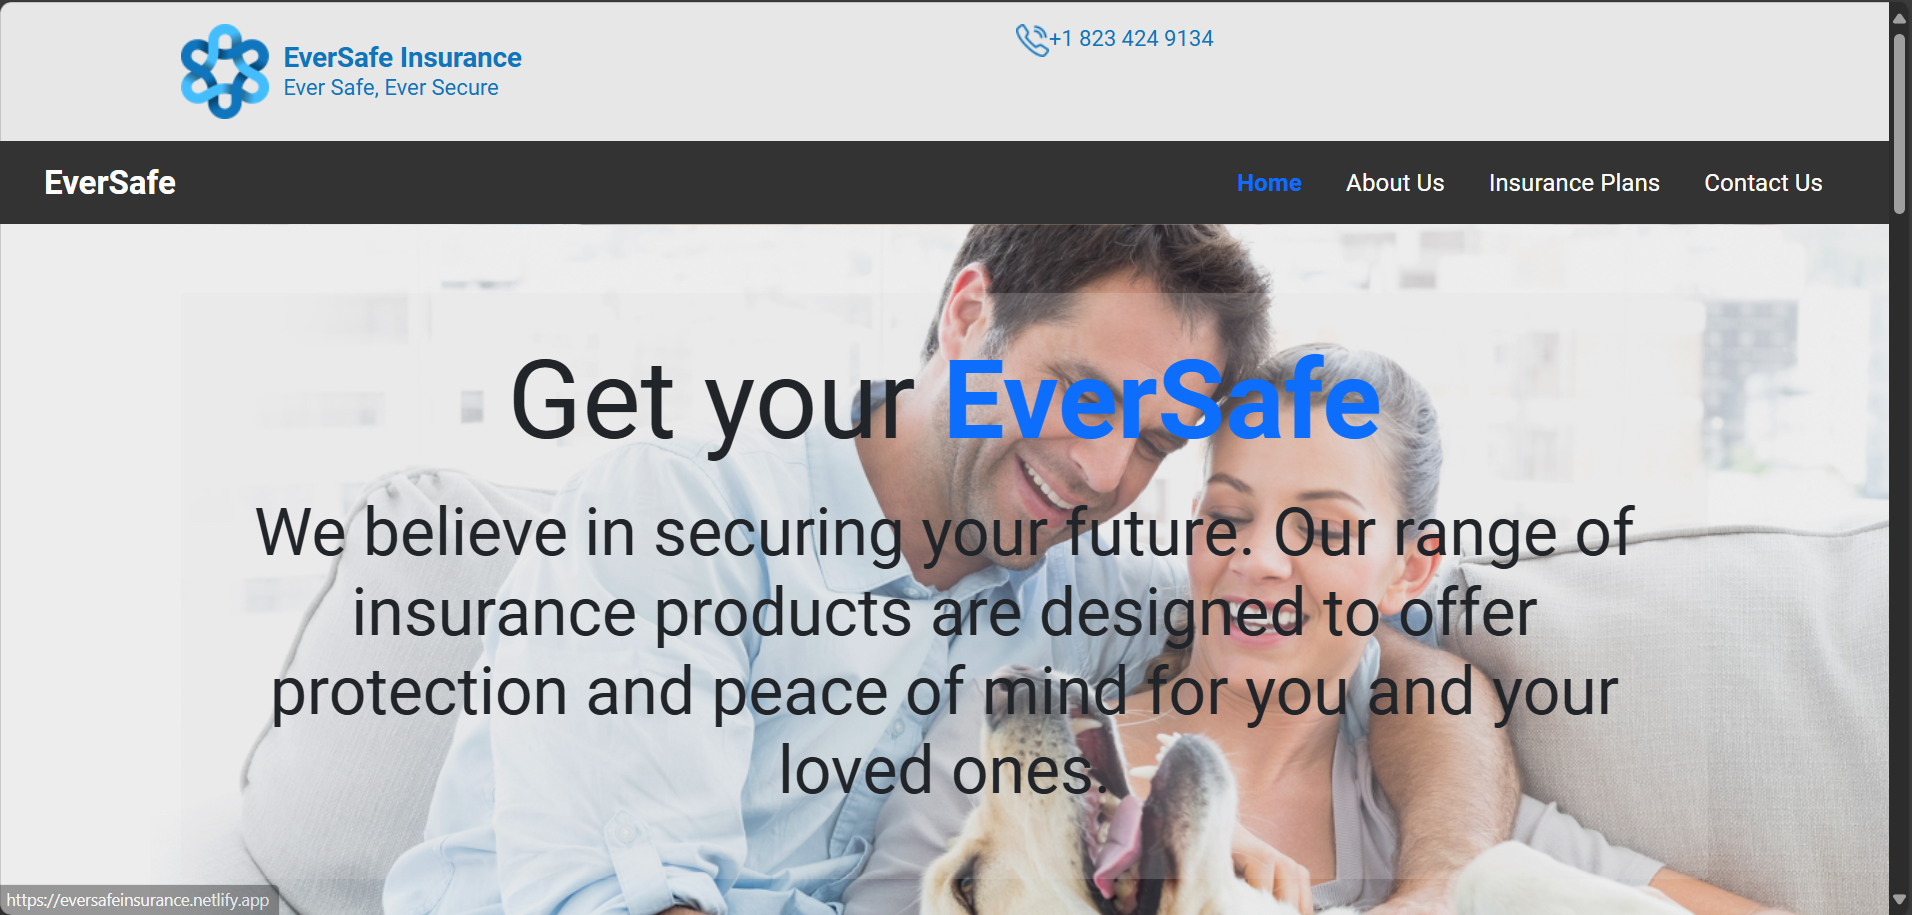 EverSafe Insurance
Ever Safe, Ever Secure
+1 823 424 9134
EverSafe
Home
About Us
Insurance Plans
Contact Us
Get your EverSafe
We believe in securing your future. Our range of
insurance products are designed to offer
protection and peace of mind for you and your
loved ones.
https://eversafeinsurance.netlify.app